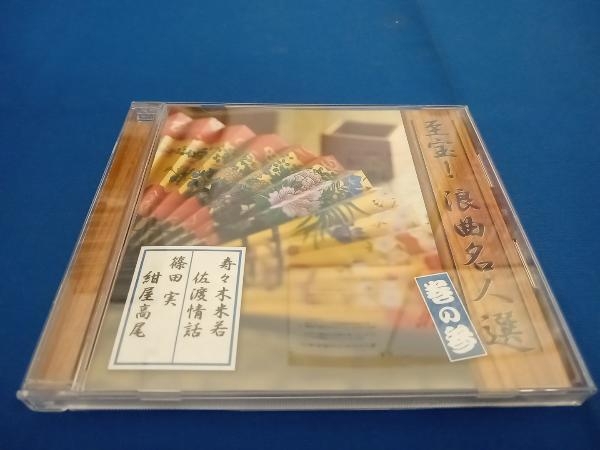 至宝!浪曲名人選
巻の参
寿々木米若
佐渡情話
篠田実
紺屋高尾